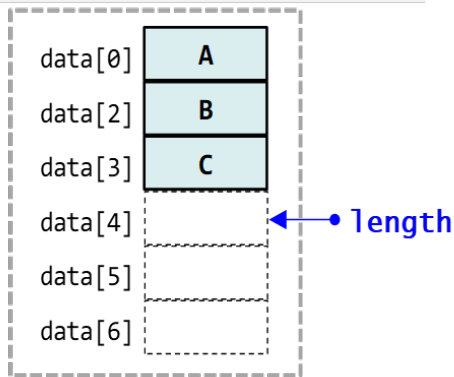 data[0] A
data[2] B
data[3] C
data[4] length
data[5]
data[6]